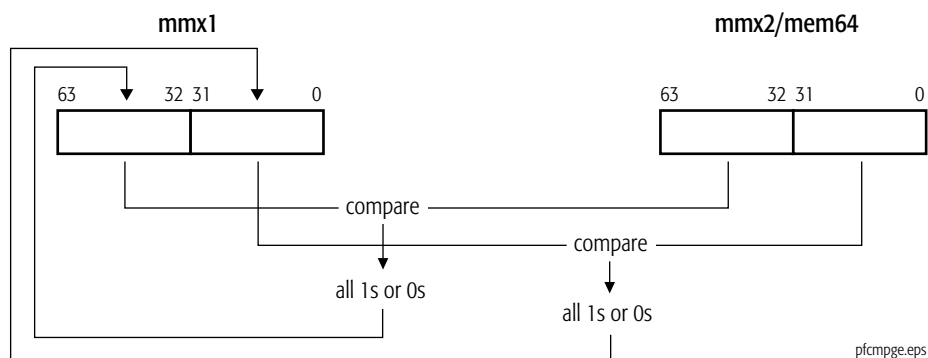 mmx1 mmx2/mem64
63 32 31 0 63 32 31 0
compare
compare
all 1s or 0s
all 1s or 0s
pfcmpge.eps